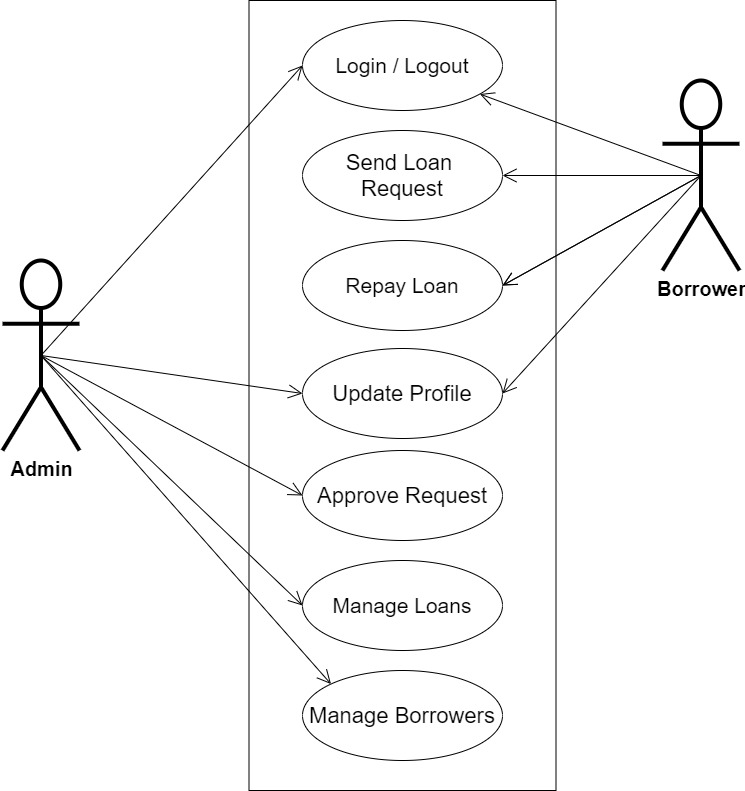 Login / Logout
Send Loan
Request
Repay Loan
Borrower
Update Profile
Admin
Approve Request
Manage Loans
Manage Borrowers